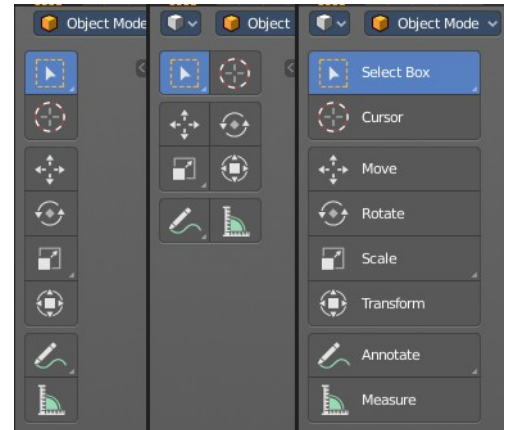 Object Mode
Object
Object Mode
Select Box
Cursor
Move
Rotate
Scale
Transform
Annotate
Measure